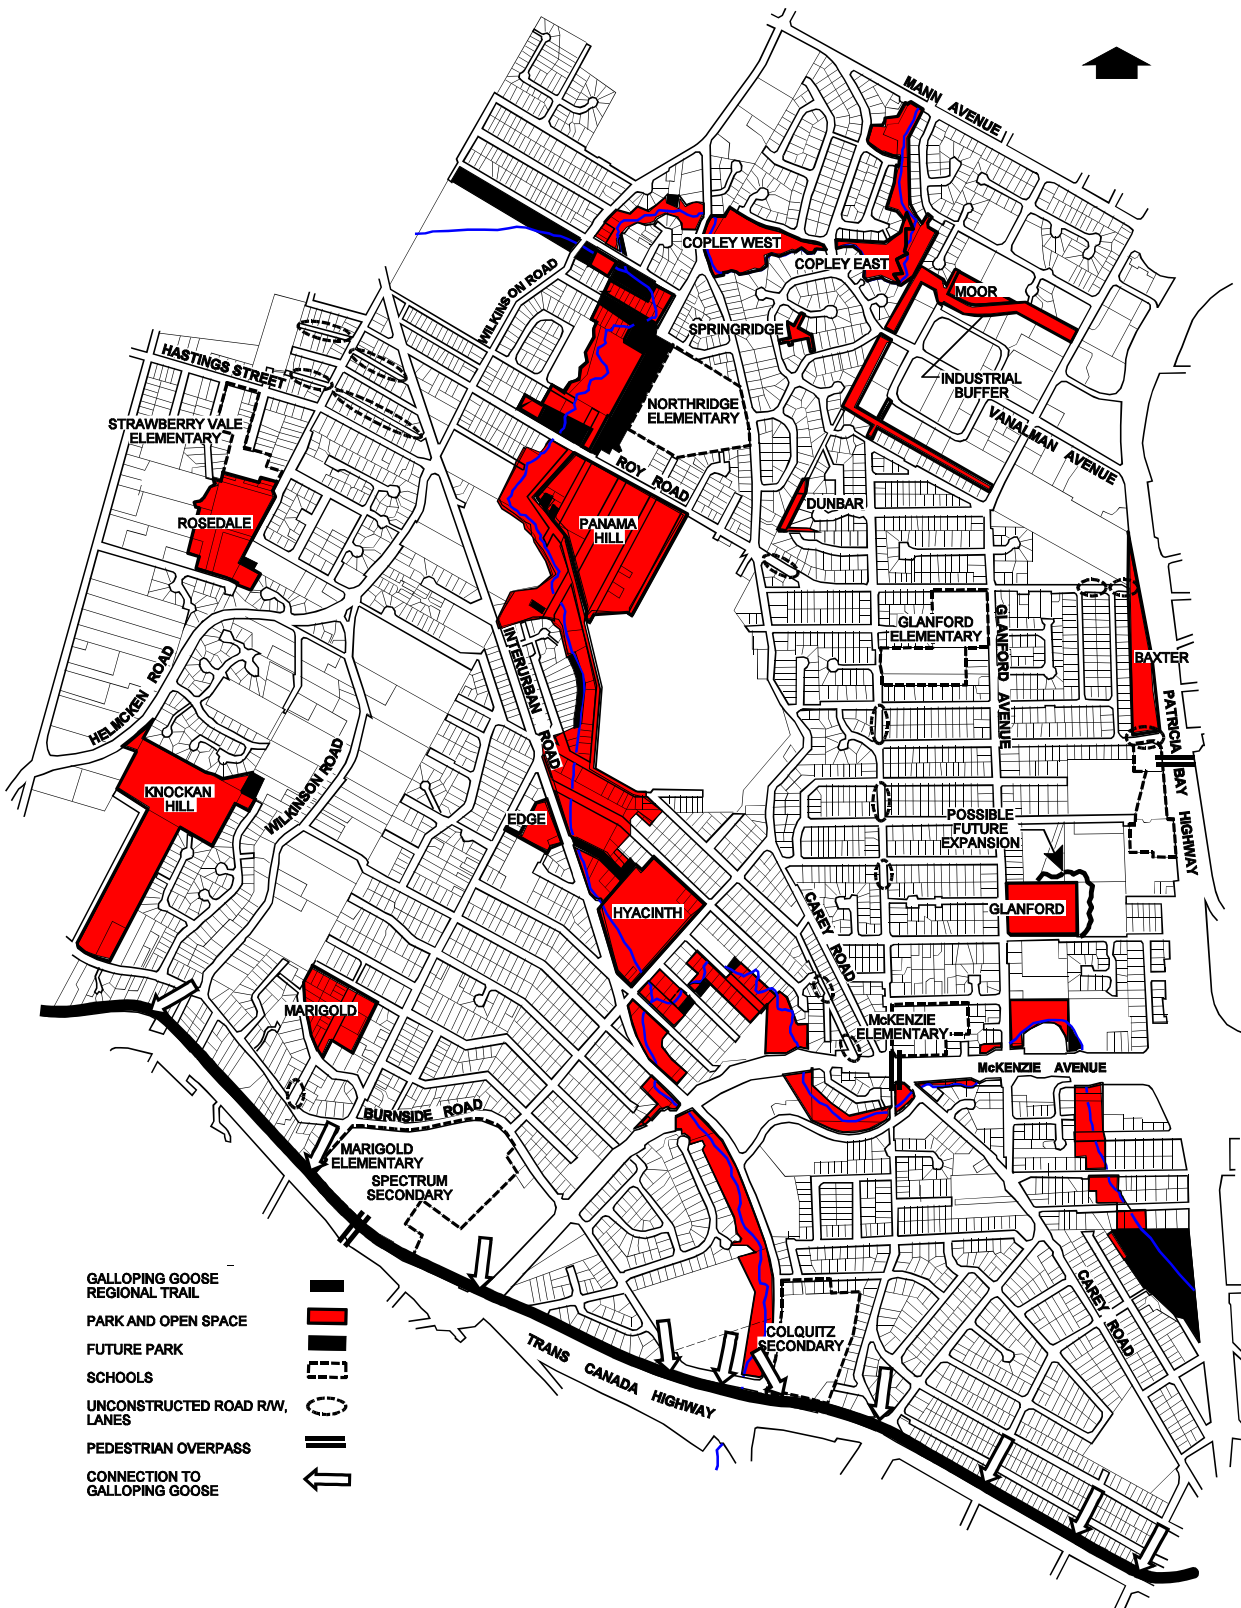 MANN AVENUE
COPLEY WEST
COPLEY EAST
WILKINSON ROAD
MOOR
SPRINGRIDGE
HASTINGS STREET
INDUSTRIAL
BUFFER
NORTHRIDGE
ELEMENTARY
VANALMAN AVENUE
STRAWBERRY VALE
ELEMENTARY
ROY ROAD
DUNBAR
ROSEDALE
PANAMA
HILL
GLANFORD
ELEMENTARY
GLANFORD AVENUE
INTERURBAN ROAD
BAXTER
HELMCKEN ROAD
PATRICIA BAY HIGHWAY
WILKINSON ROAD
KNOCKAN
HILL
EDGE
POSSIBLE
FUTURE
EXPANSION
HYACINTH
CAREY ROAD
GLANFORD
MARIGOLD
McKENZIE
ELEMENTARY
McKENZIE AVENUE
BURNSIDE ROAD
MARIGOLD
ELEMENTARY
SPECTRUM
SECONDARY
CAREY ROAD
COLQUITZ
SECONDARY
TRANS CANADA HIGHWAY
GALLOPING GOOSE
REGIONAL TRAIL
PARK AND OPEN SPACE
FUTURE PARK
SCHOOLS
UNCONSTRUCTED ROAD R/W,
LANES
PEDESTRIAN OVERPASS
CONNECTION TO
GALLOPING GOOSE